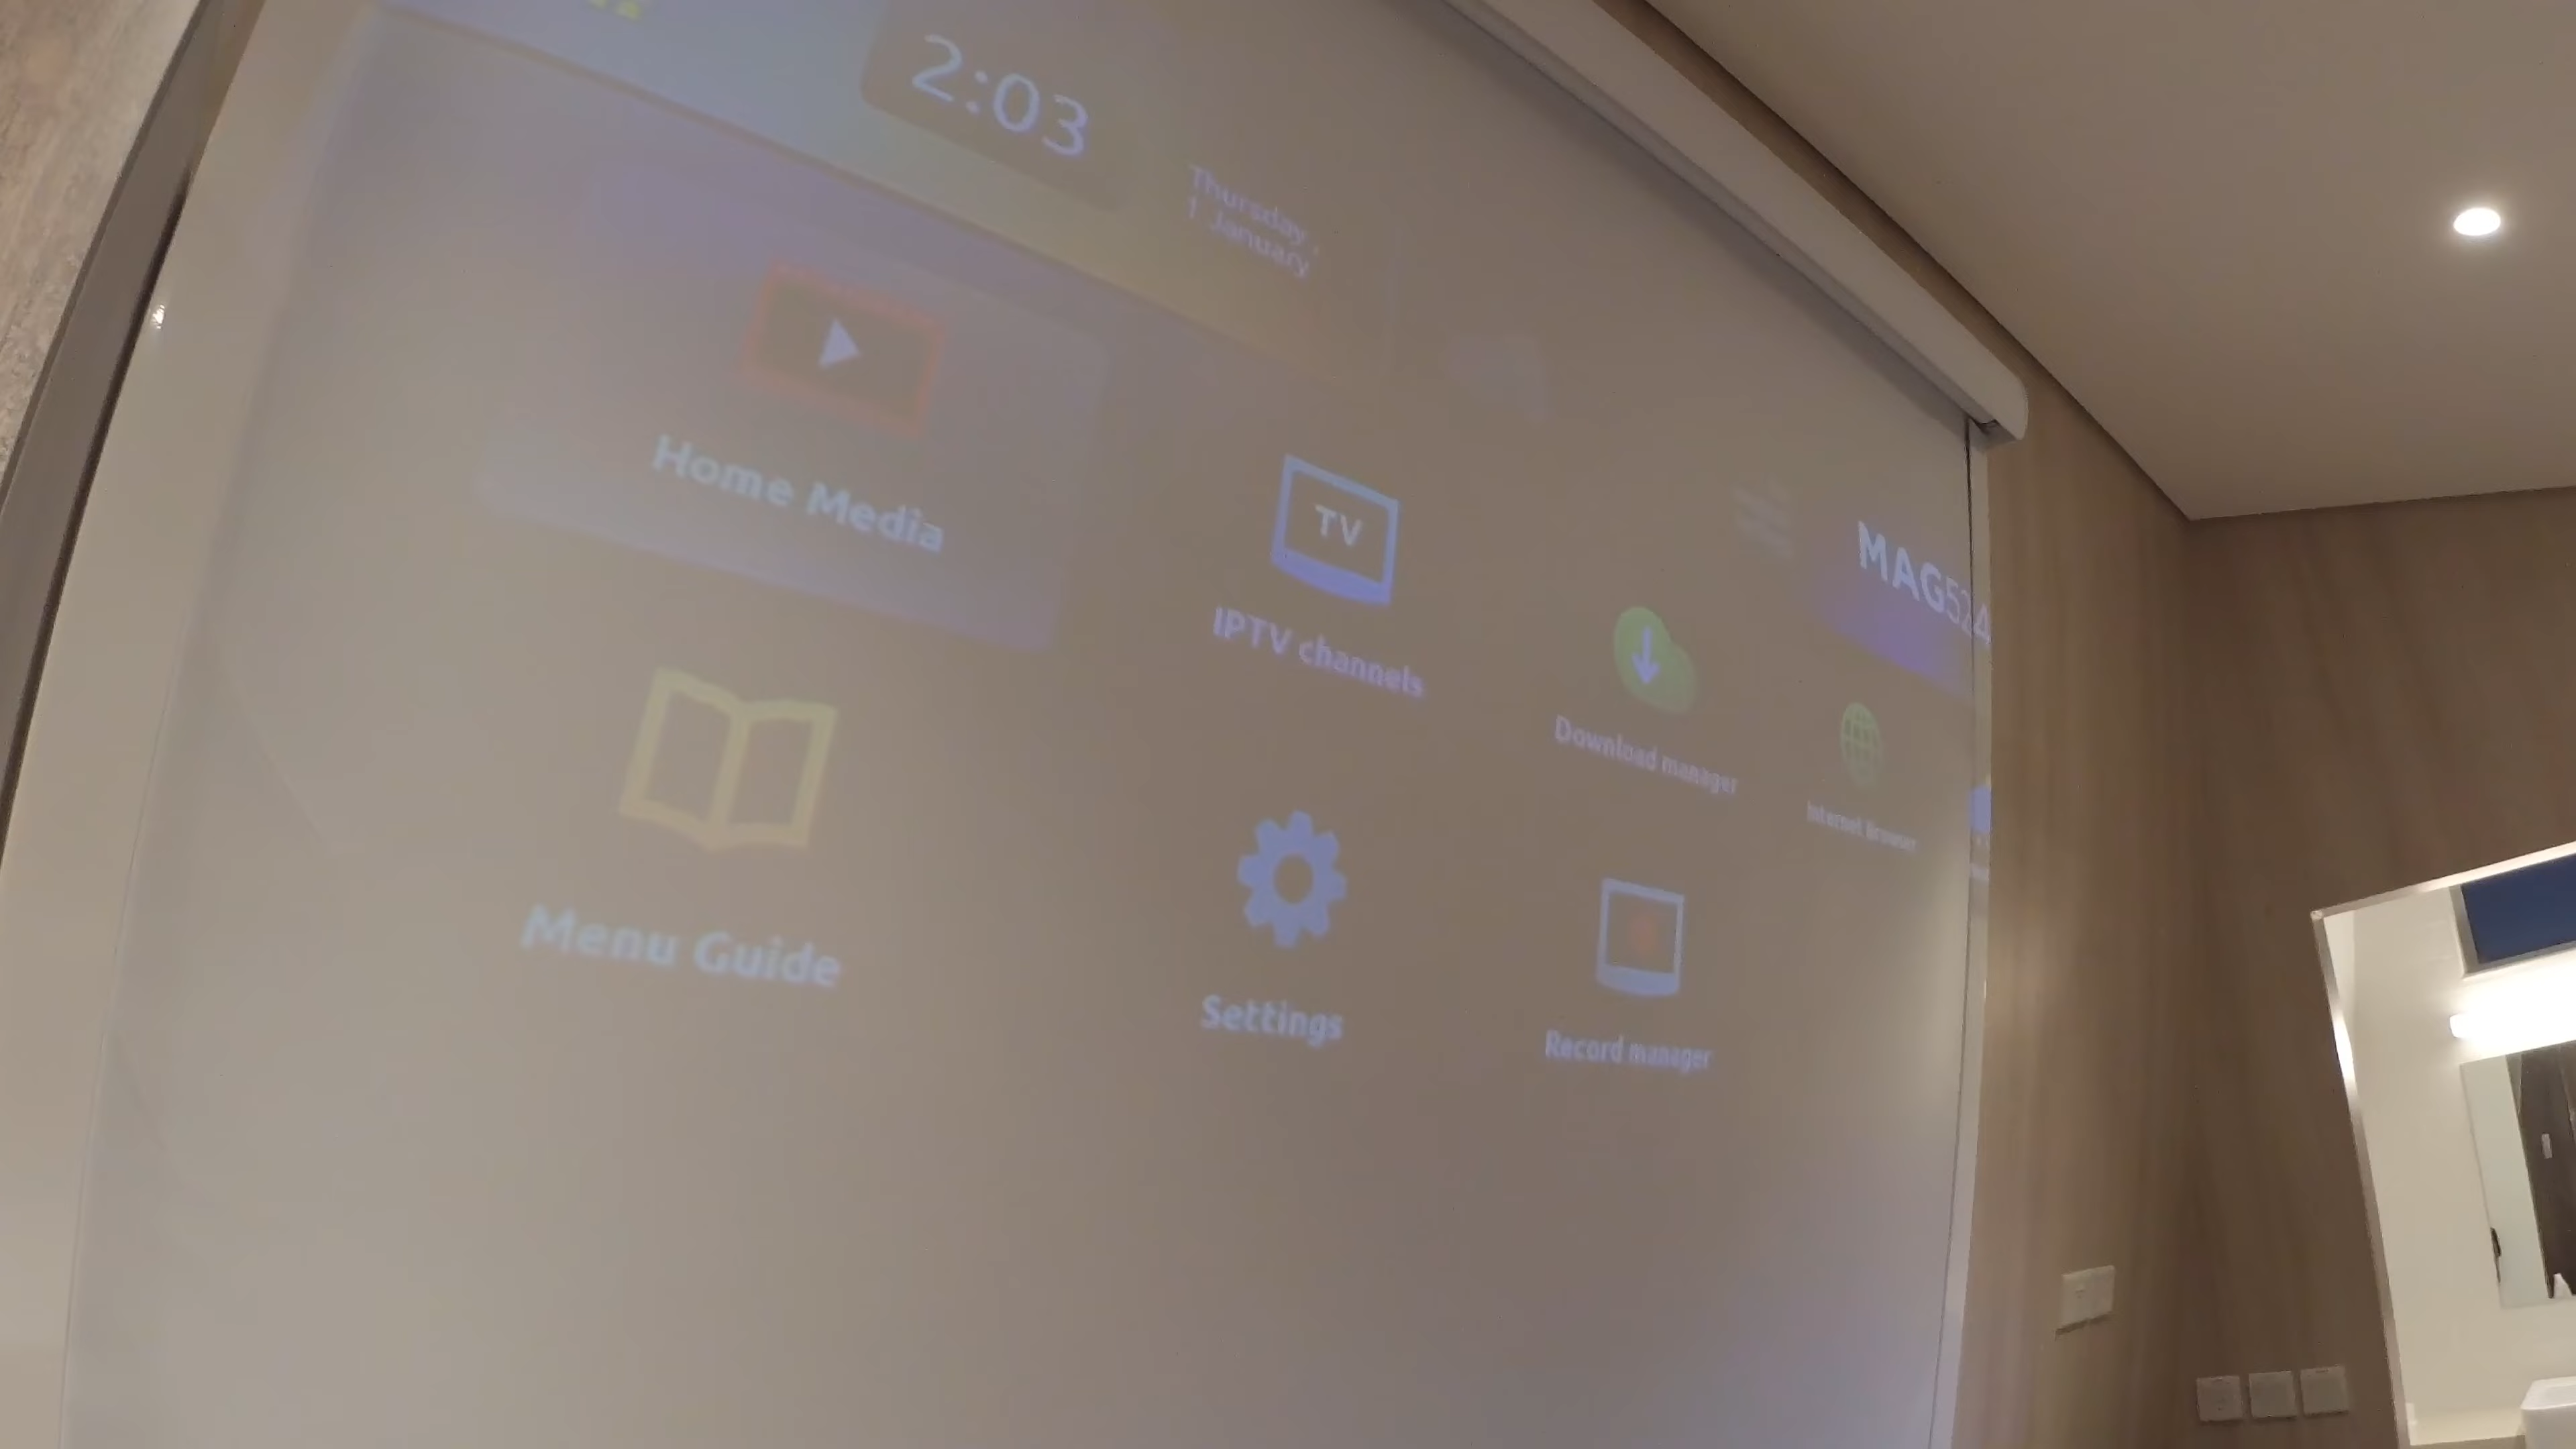 2:03
Thursday,
1 January
MAG524
Home Media
TV
IPTV channels
Download manager
Internet Browser
Menu Guide
Settings
Record manager